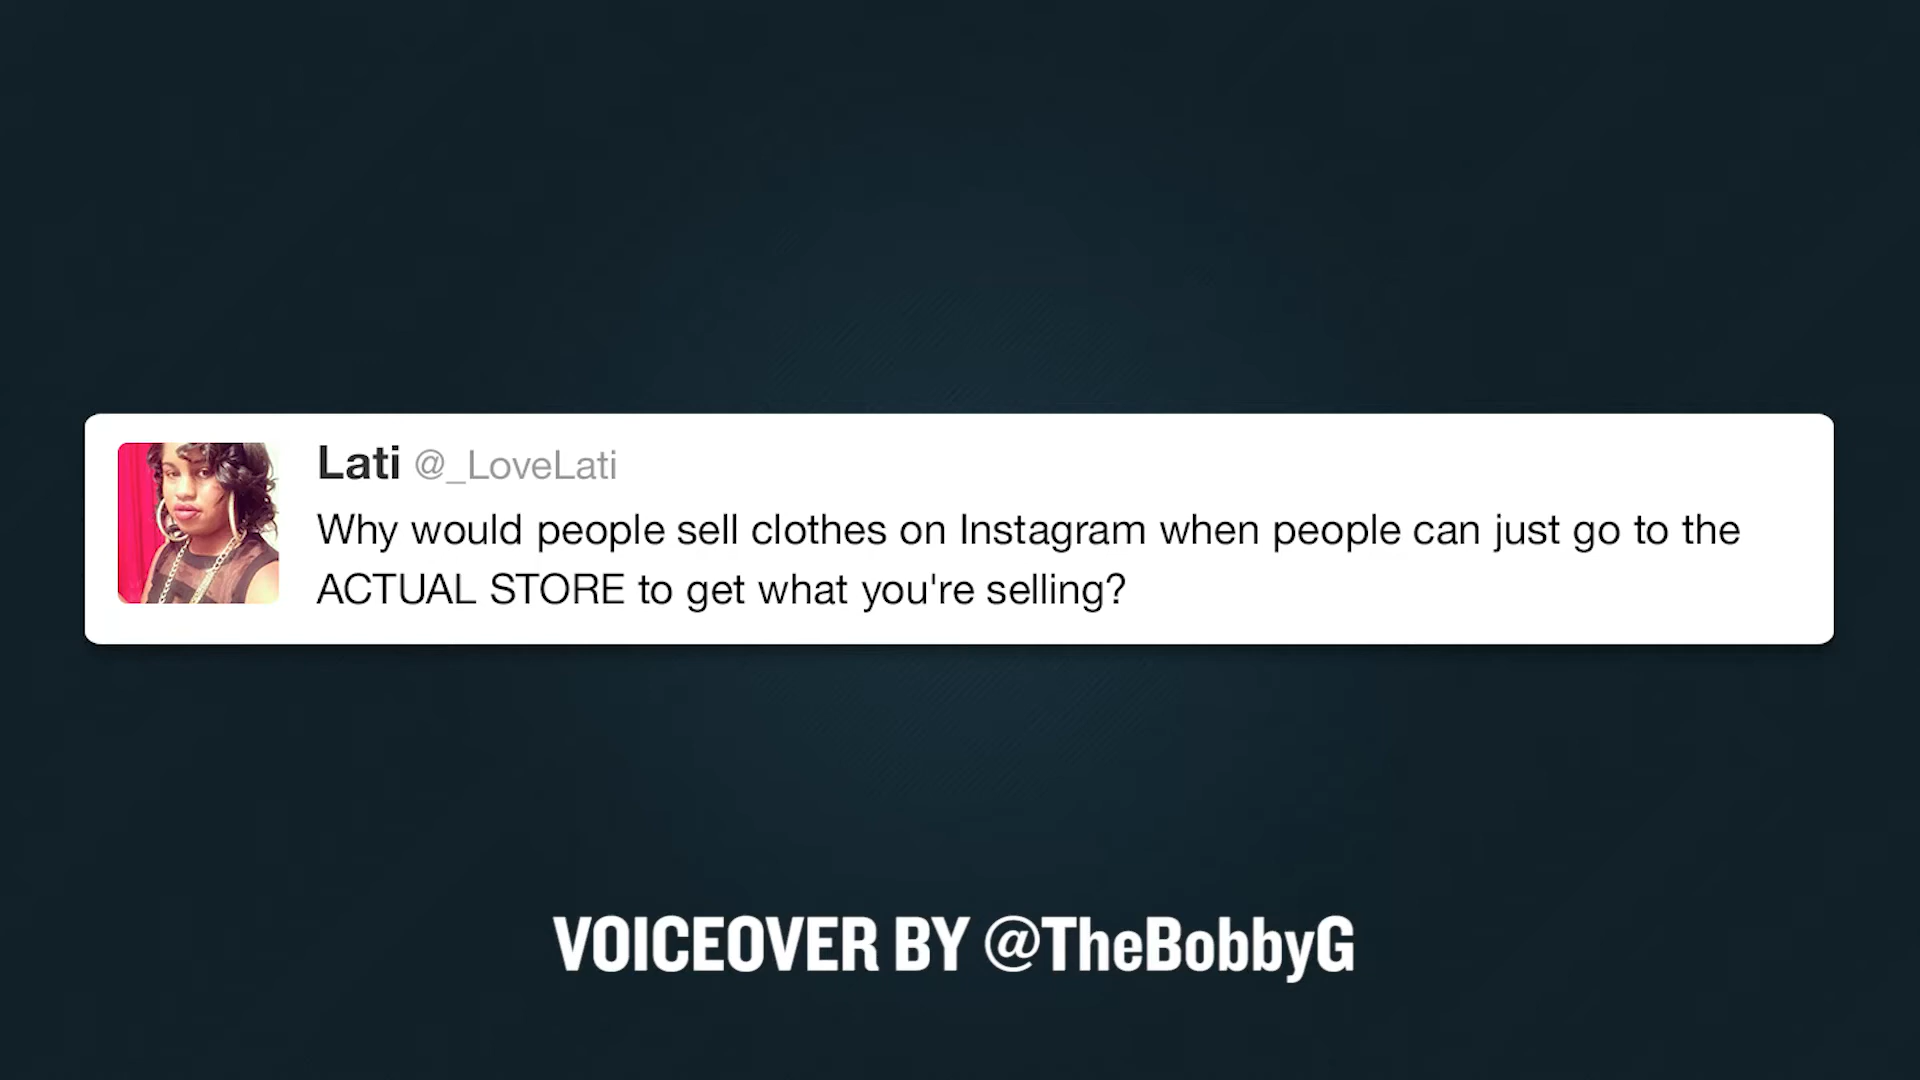 Lati @_LoveLati
Why would people sell clothes on Instagram when people can just go to the
ACTUAL STORE to get what you're selling?
VOICEOVER BY @TheBobbyG